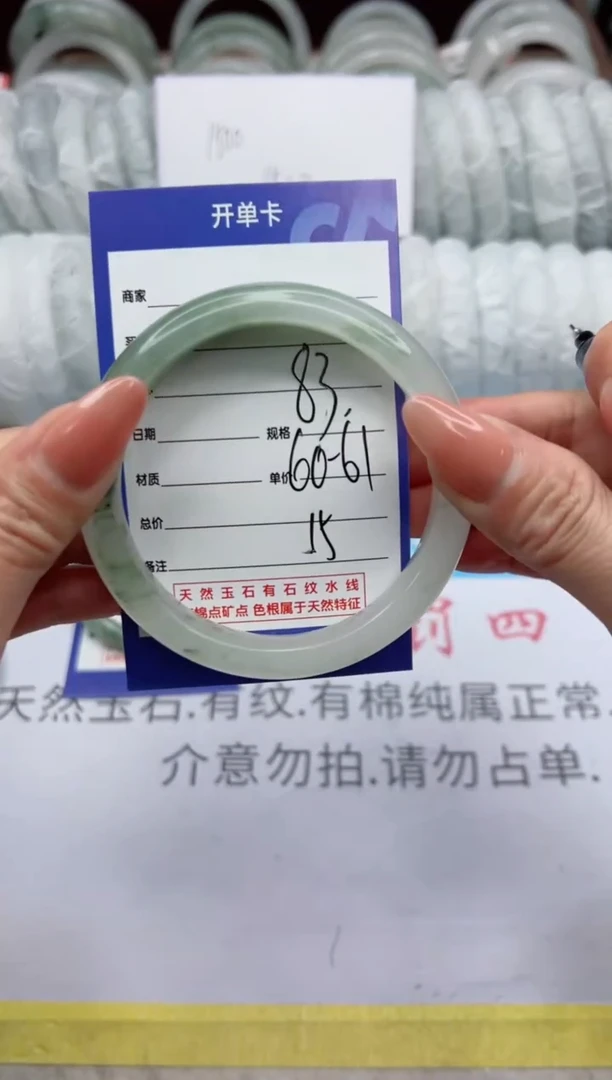 开单卡
商家
83,
日期 规格
60-61
材质 单价
总价 15
备注
天然玉石有石纹水线
棉点矿点 色根属于天然特征
四
天然玉石.有纹.有棉纯属正常.
介意勿拍.请勿占单.